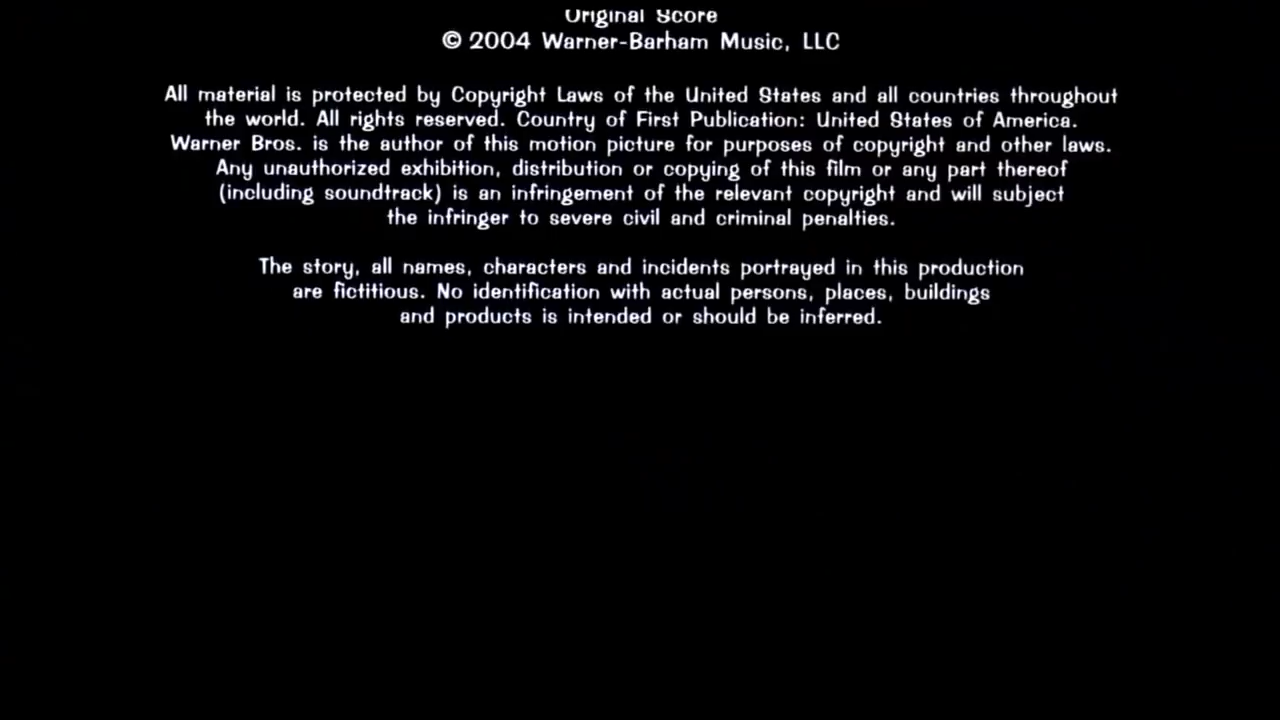 Original Score
© 2004 Warner-Barham Music, LLC
All material is protected by Copyright Laws of the United States and all countries throughout
the world. All rights reserved. Country of First Publication: United States of America.
Warner Bros. is the author of this motion picture for purposes of copyright and other laws.
Any unauthorized exhibition, distribution or copying of this film or any part thereof
(including soundtrack) is an infringement of the relevant copyright and will subject
the infringer to severe civil and criminal penalties.
The story, all names, characters and incidents portrayed in this production
are fictitious. No identification with actual persons, places, buildings
and products is intended or should be inferred.